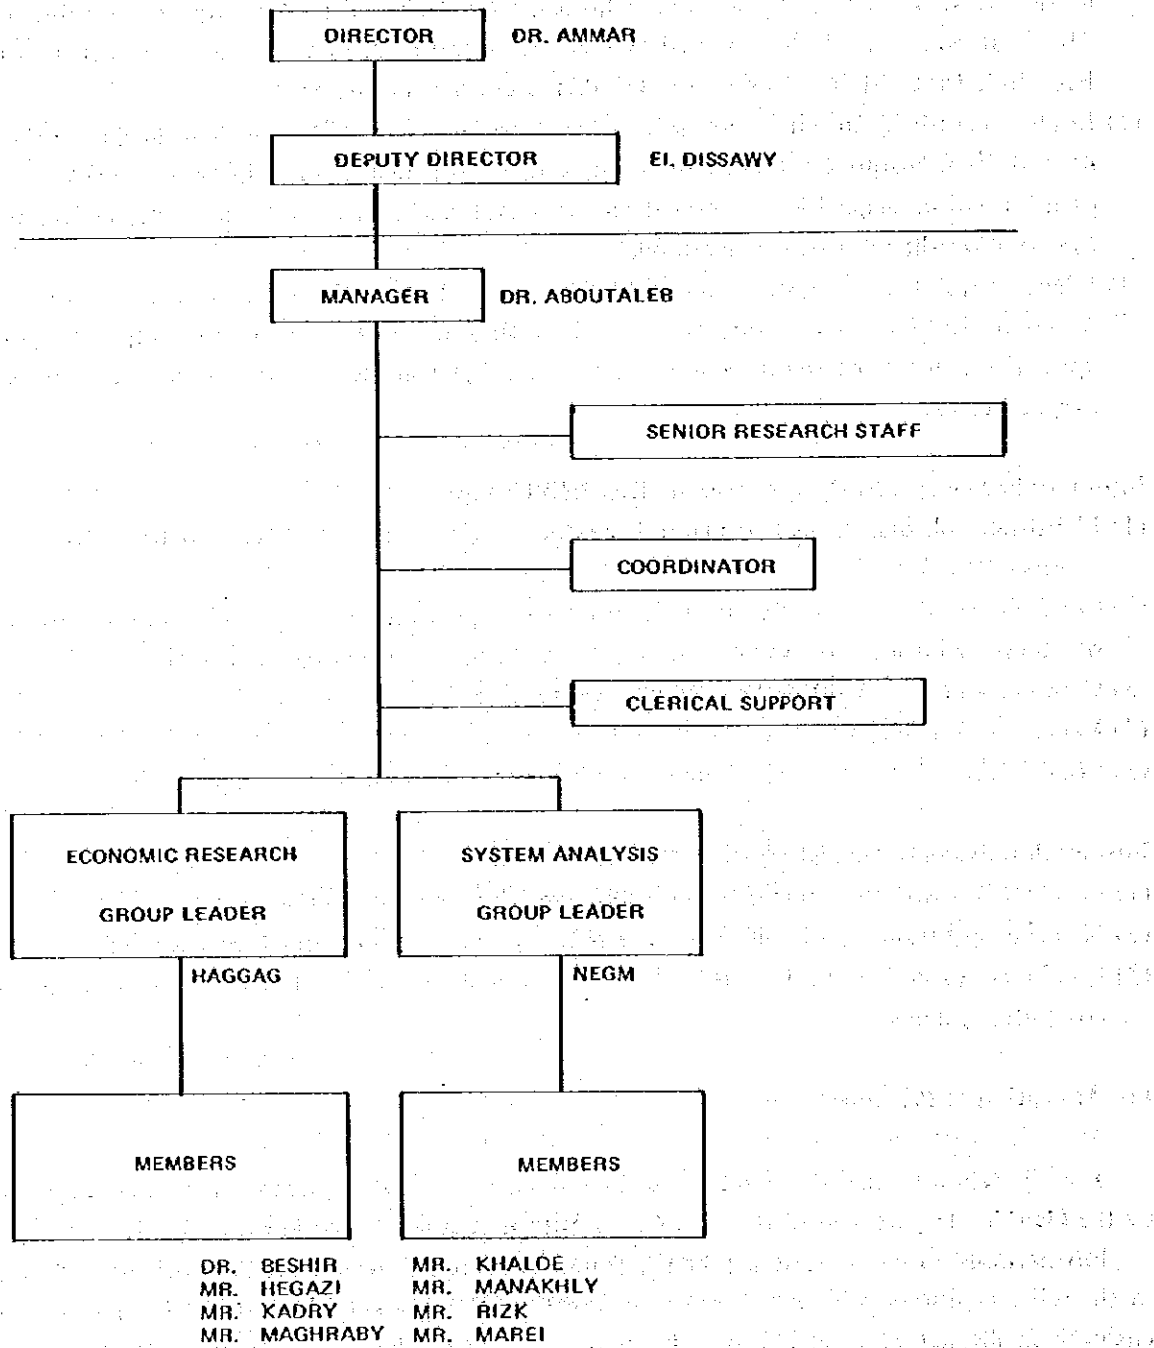 DIRECTOR DR. AMMAR
DEPUTY DIRECTOR EI. DISSAWY
MANAGER DR. ABOUTALEB
SENIOR RESEARCH STAFF
COORDINATOR
CLERICAL SUPPORT
ECONOMIC RESEARCH
GROUP LEADER
HAGGAG
SYSTEM ANALYSIS
GROUP LEADER
NEGM
MEMBERS
DR. BESHIR
MR. HEGAZI
MR. KADRY
MR. MAGHRABY
MEMBERS
MR. KHALOE
MR. MANAKHLY
MR. RIZK
MR. MAREI